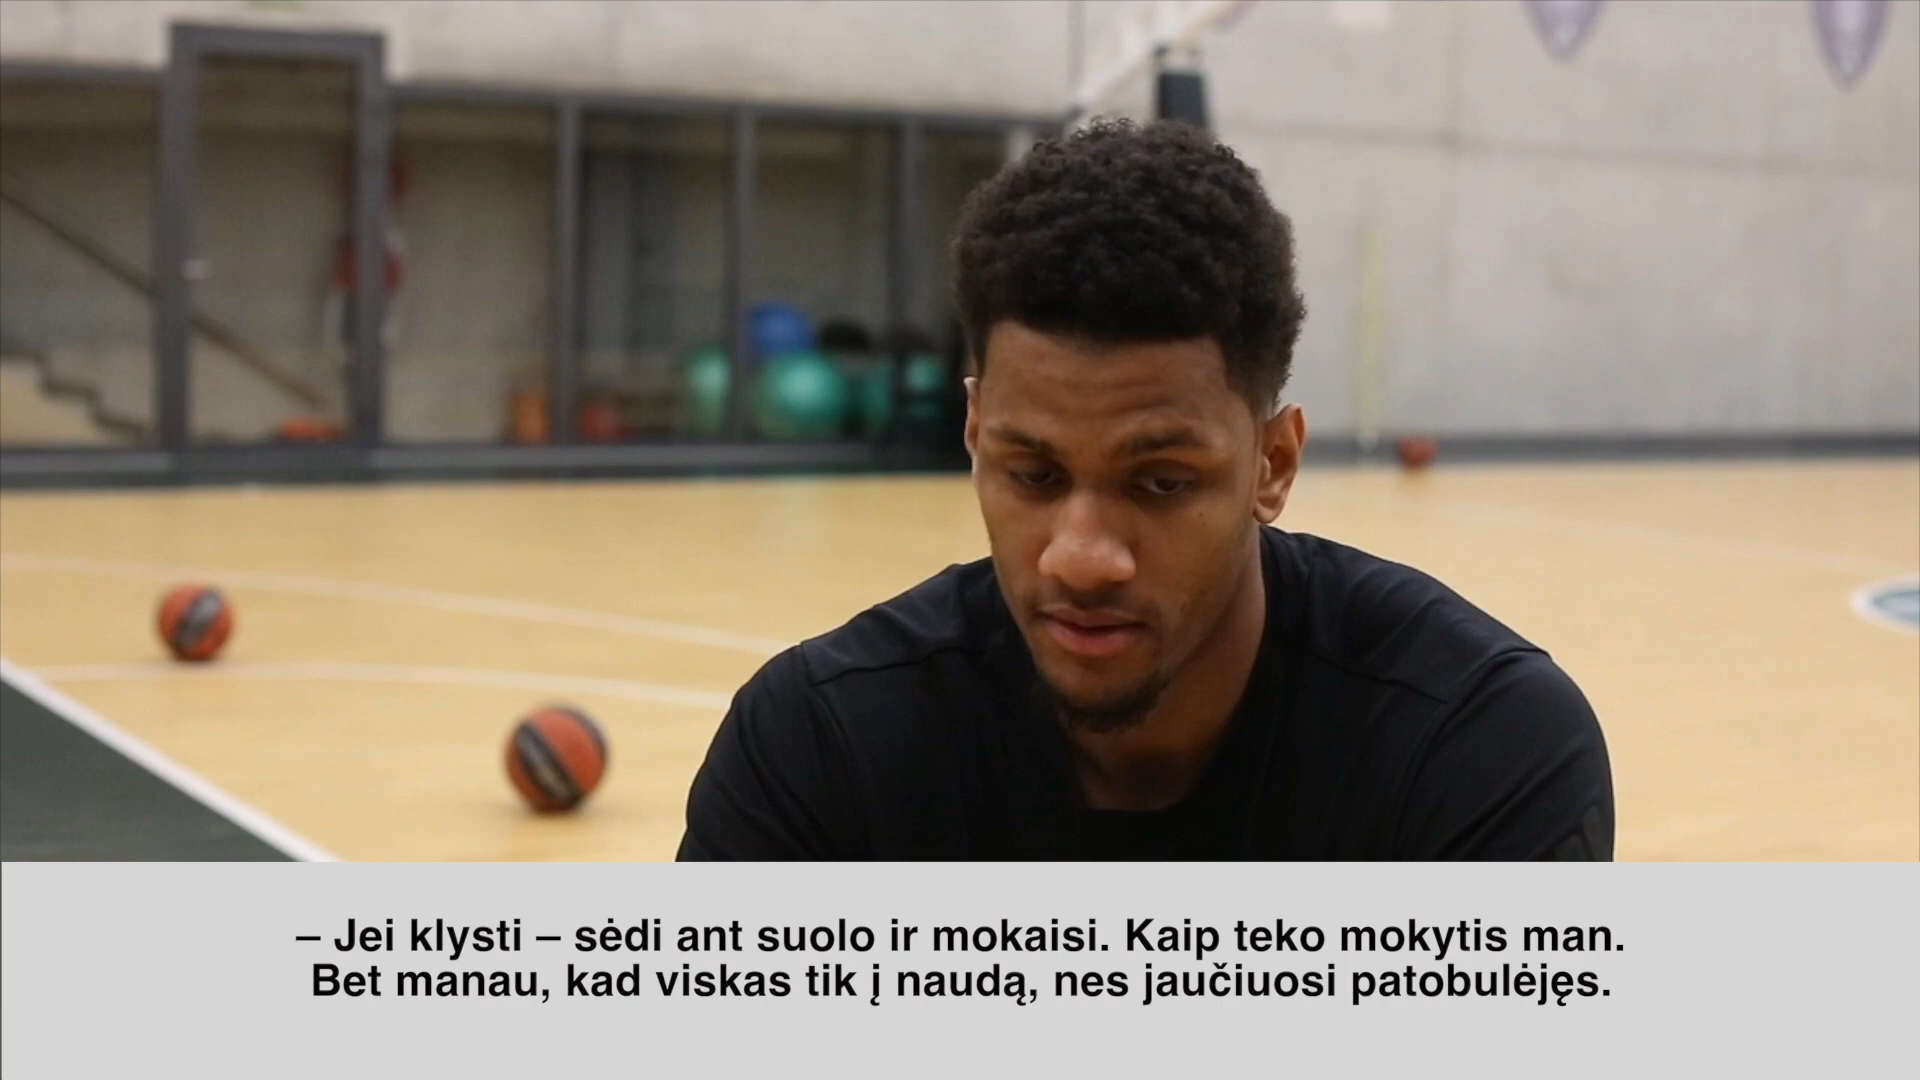 – Jei klysti – sėdi ant suolo ir mokaisi. Kaip teko mokytis man.
Bet manau, kad viskas tik į naudą, nes jaučiuosi patobulėjęs.